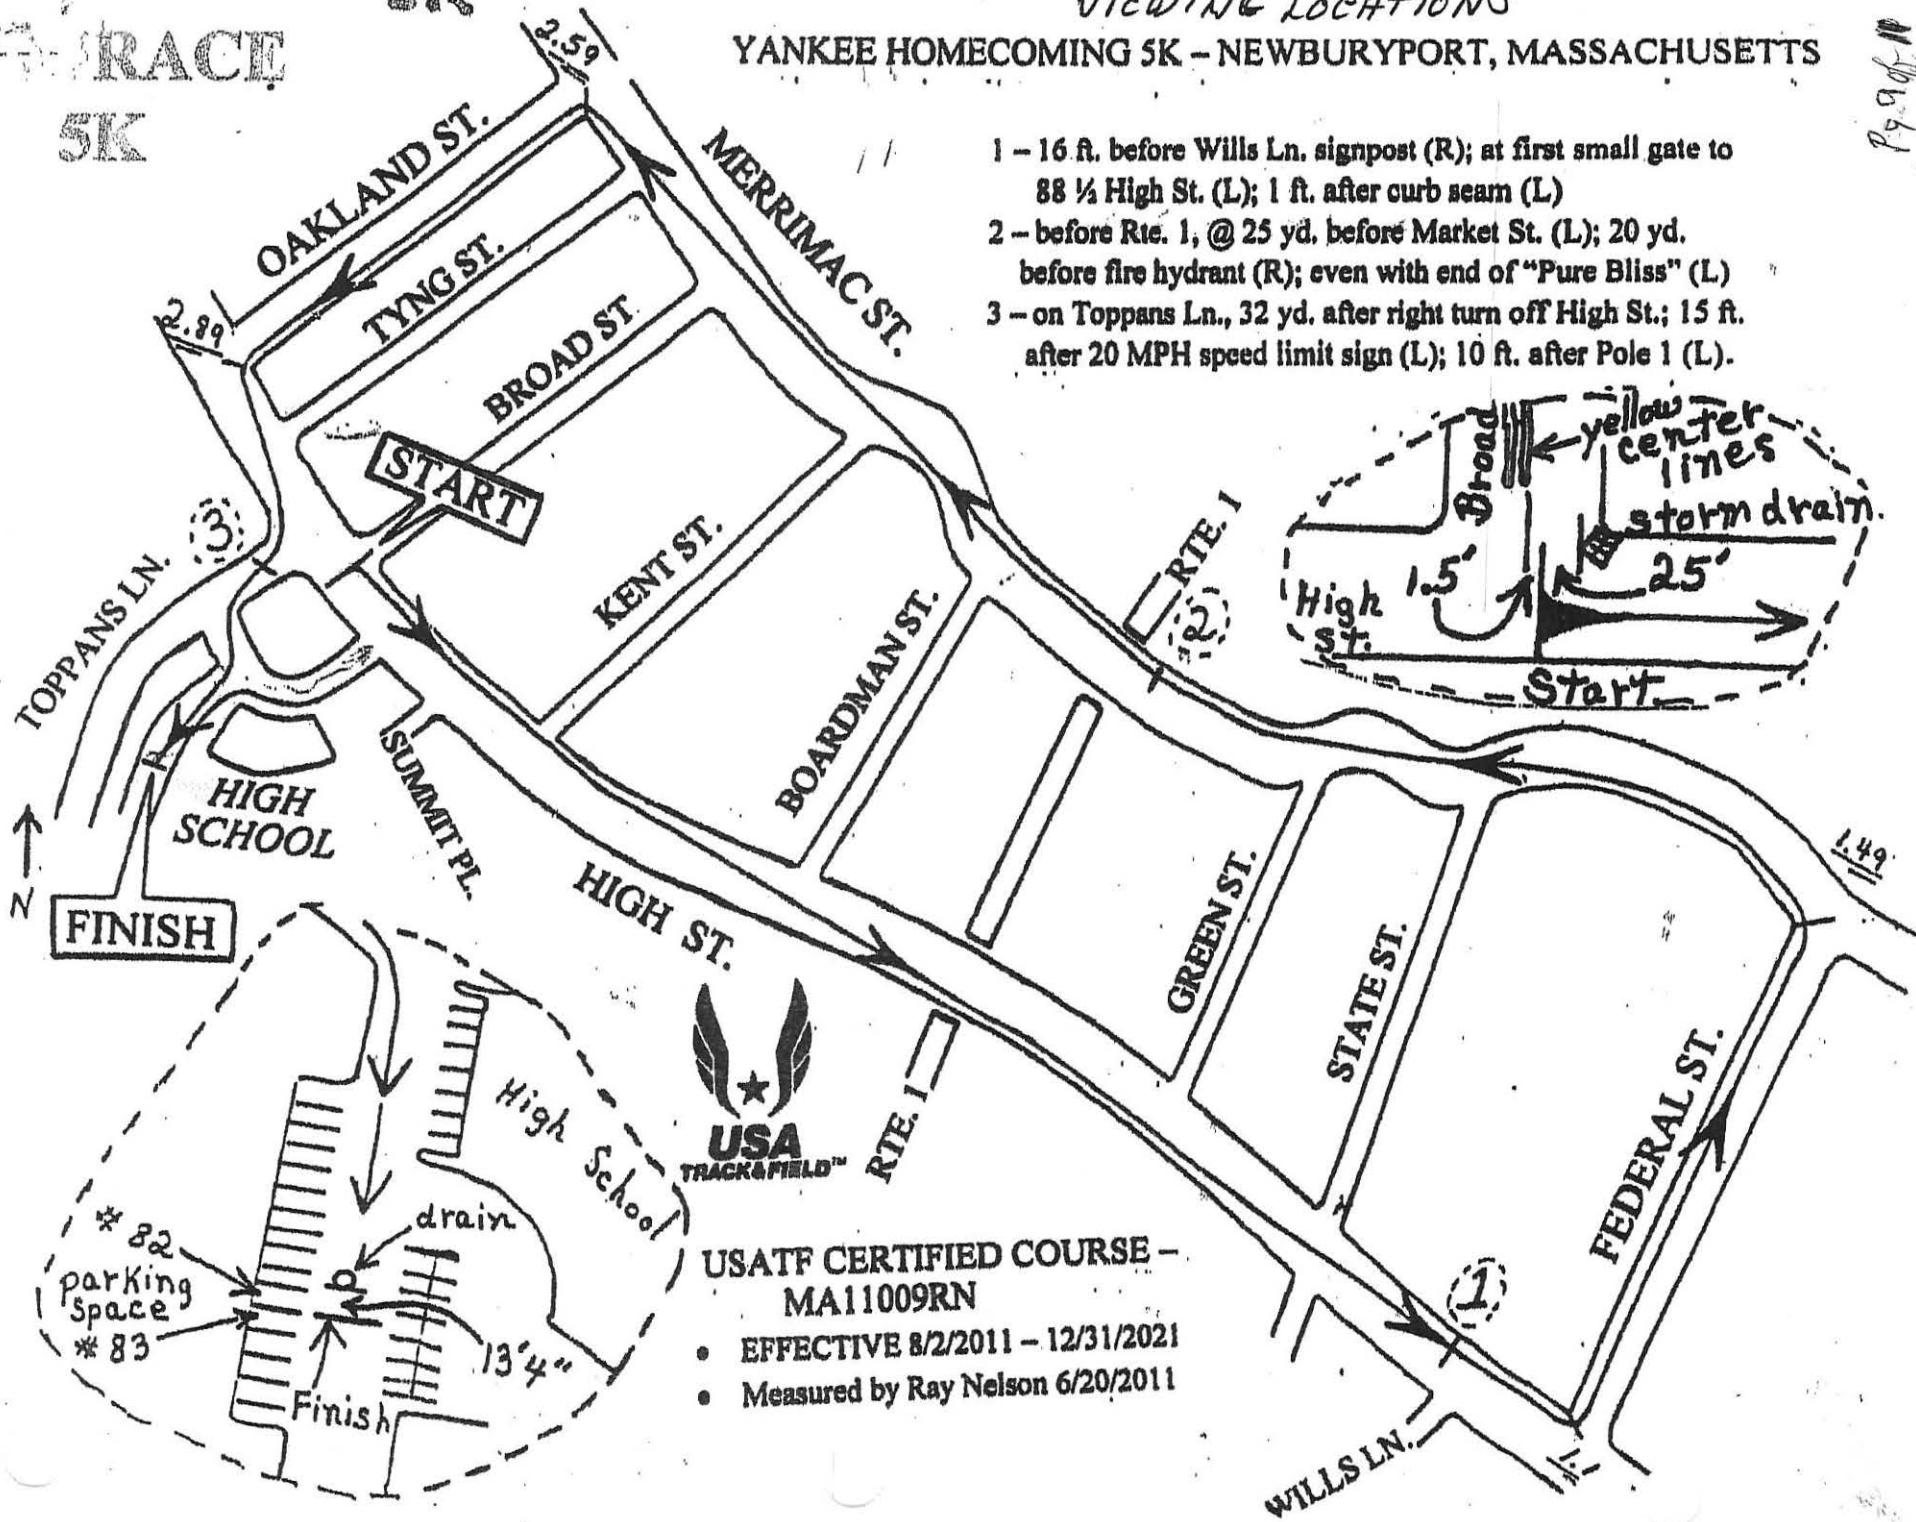 RACE
5K
VIEWING LOCATIONS
YANKEE HOMECOMING 5K – NEWBURYPORT, MASSACHUSETTS
1 – 16 ft. before Wills Ln. signpost (R); at first small gate to
88 ½ High St. (L); 1 ft. after curb seam (L)
2 – before Rte. 1, @ 25 yd. before Market St. (L); 20 yd.
before fire hydrant (R); even with end of "Pure Bliss" (L)
3 – on Toppans Ln., 32 yd. after right turn off High St.; 15 ft.
after 20 MPH speed limit sign (L); 10 ft. after Pole 1 (L).
2.59
OAKLAND ST.
MERRIMAC ST.
TYNG ST.
2.89
BROAD ST.
START
3
TOPPANS LN.
KENT ST.
BOARDMAN ST.
RTE. 1
2
Broad
yellow
center
lines
storm drain.
1.5'
25'
High
St.
Start
HIGH
SCHOOL
SUMMIT PL.
N
FINISH
HIGH ST.
GREEN ST.
STATE ST.
FEDERAL ST.
1.49
RTE. 1
USA
TRACK&FIELD™
High School
drain
# 82
parking
space
# 83
13'4"
Finish
USATF CERTIFIED COURSE –
MA11009RN
• EFFECTIVE 8/2/2011 – 12/31/2021
• Measured by Ray Nelson 6/20/2011
1
WILLS LN.
1.1